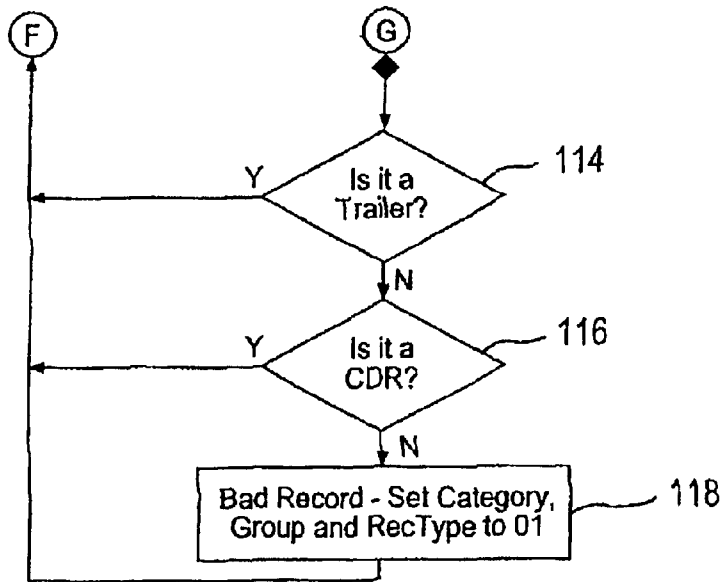 F
G
Y
Is it a
Trailer?
114
N
Y
Is it a
CDR?
116
N
Bad Record - Set Category,
Group and RecType to 01
118